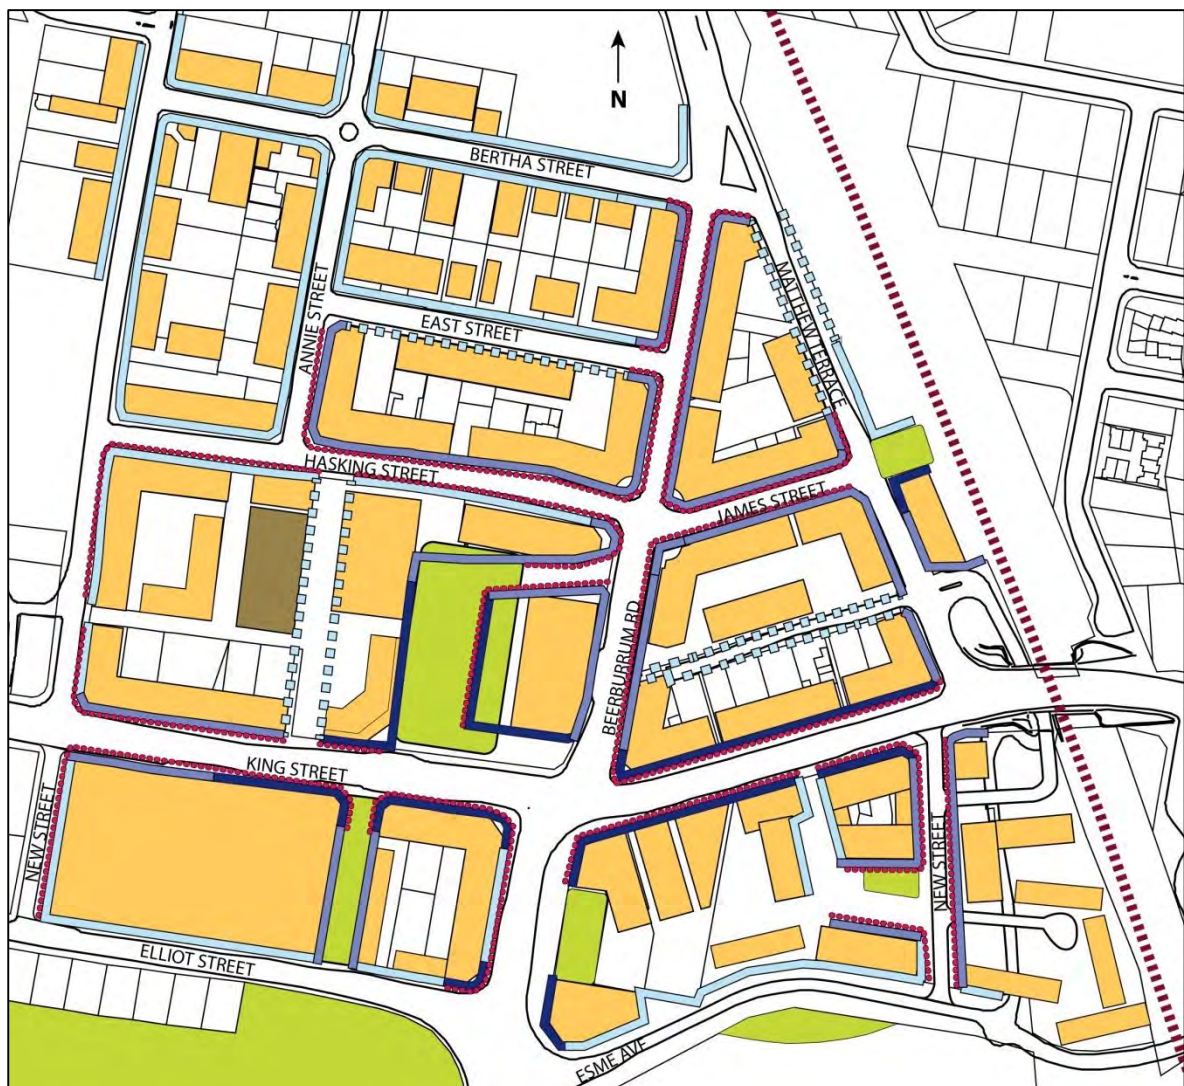 N
BERTHA STREET
MATTHEW TERRACE
ANNIE STREET
EAST STREET
HASKING STREET
JAMES STREET
BEERBURRUM RD
KING STREET
NEW STREET
NEW STREET
ELLIOT STREET
ESME AVE